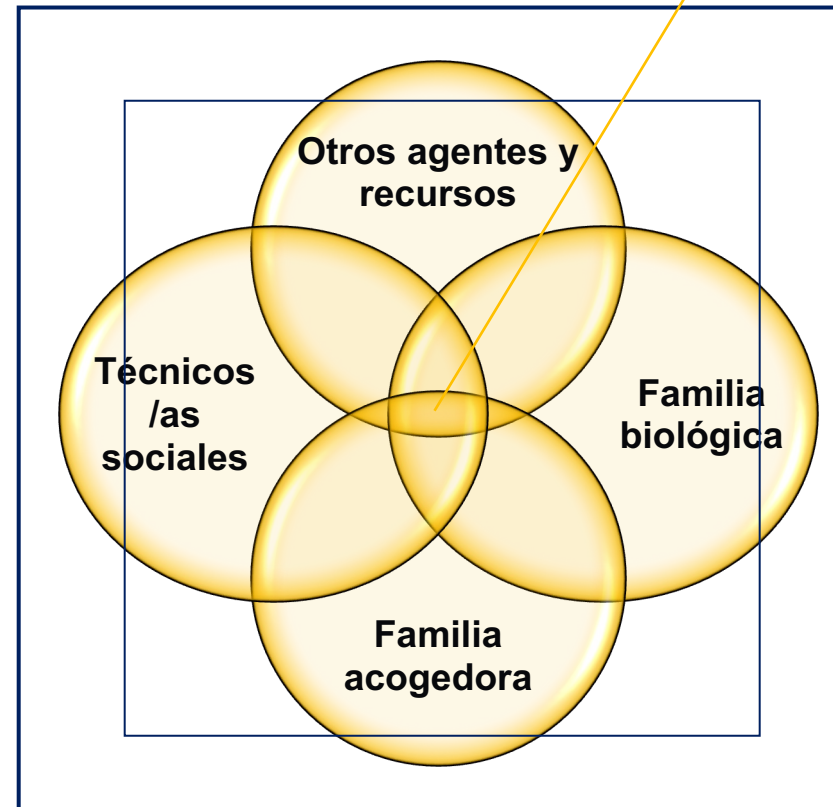 Otros agentes y
recursos
Técnicos
/as
sociales
Familia
biológica
Familia
acogedora